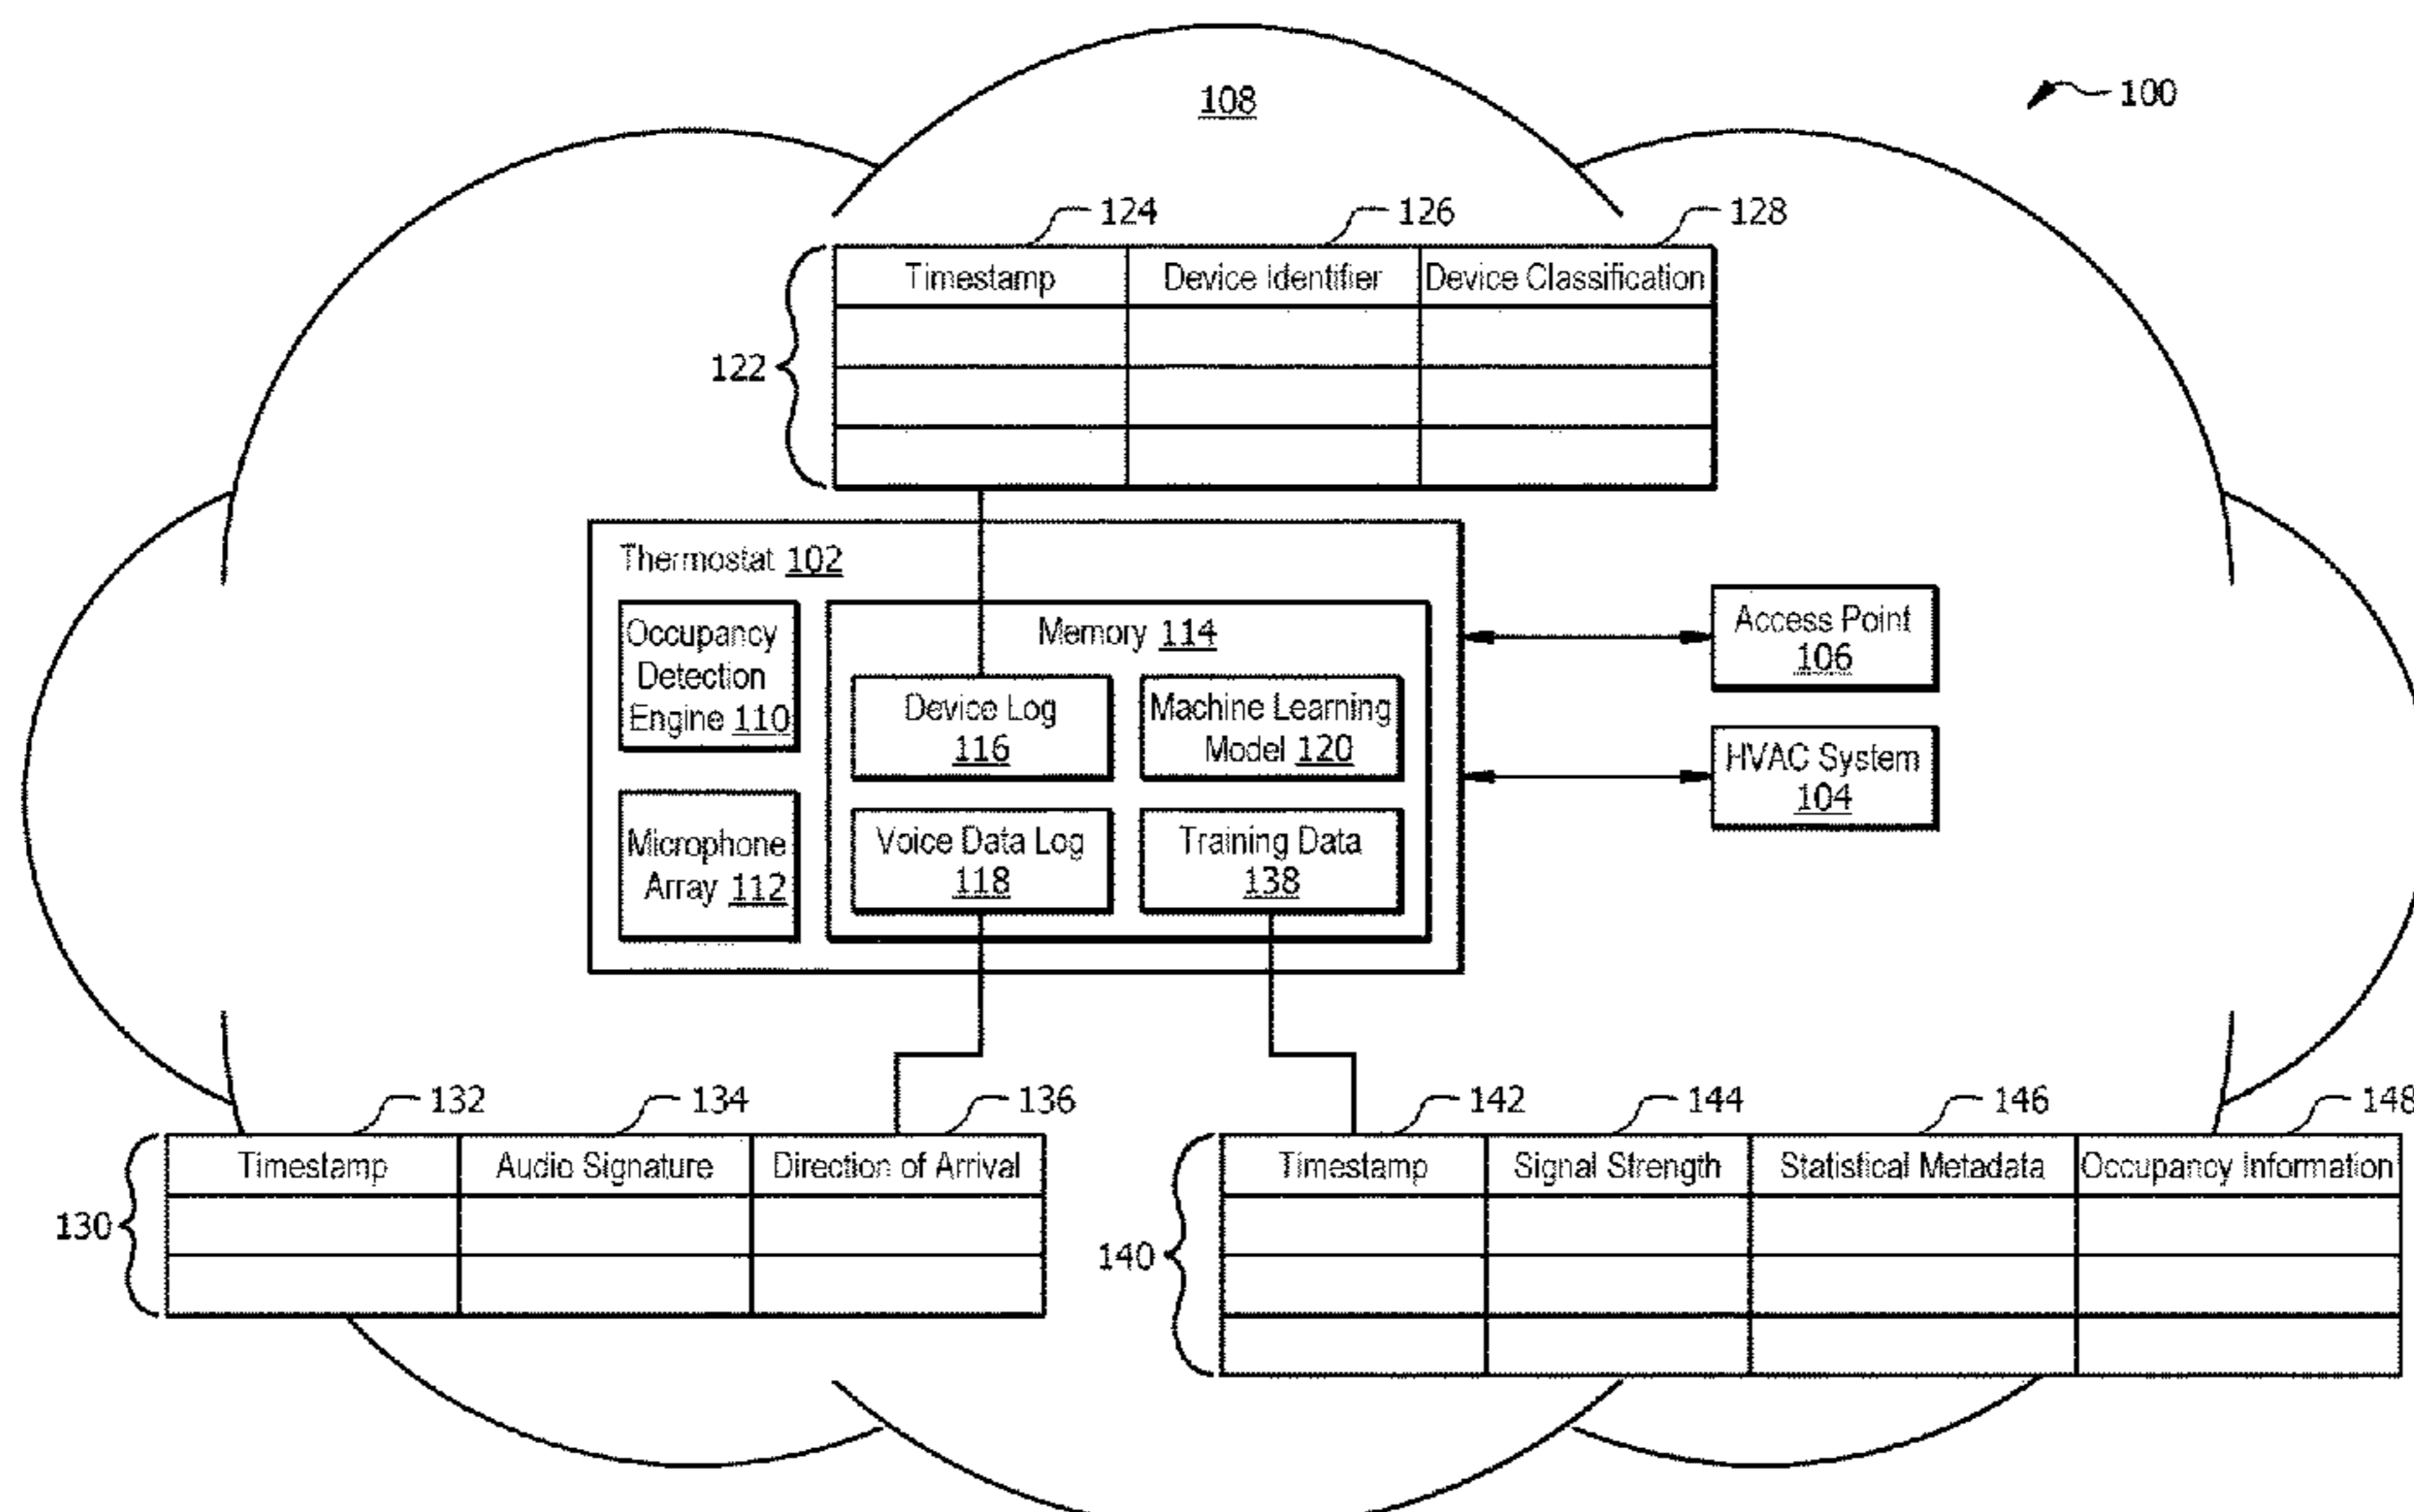 108
100
124
126
128
Timestamp
Device Identifier
Device Classification
122
Thermostat 102
Occupancy
Detection
Engine 110
Microphone
Array 112
Memory 114
Device Log
116
Machine Learning
Model 120
Voice Data Log
118
Training Data
138
Access Point
106
HVAC System
104
132
134
136
Timestamp
Audio Signature
Direction of Arrival
130
142
144
146
148
Timestamp
Signal Strength
Statistical Metadata
Occupancy Information
140